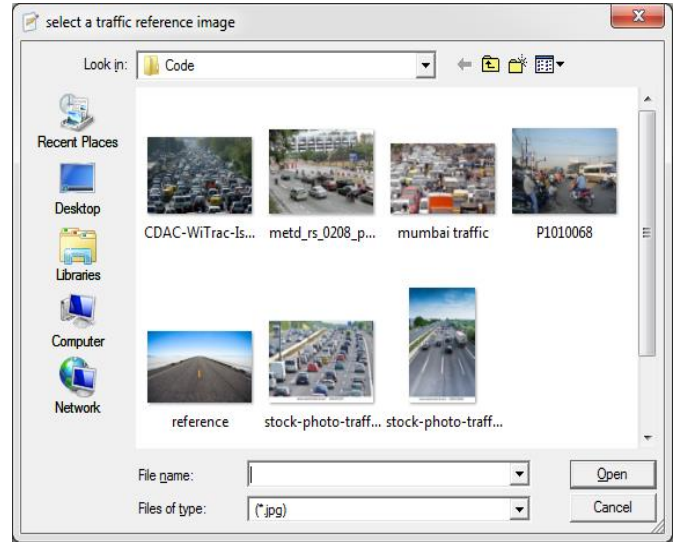 select a traffic reference image
x
Look in:
Code
Recent Places
Desktop
Libraries
Computer
Network
CDAC-WiTrac-Is...
metd_rs_0208_p...
mumbai traffic
P1010068
reference
stock-photo-traff...
stock-photo-traff...
File name:
Open
Files of type:
(*.jpg)
Cancel